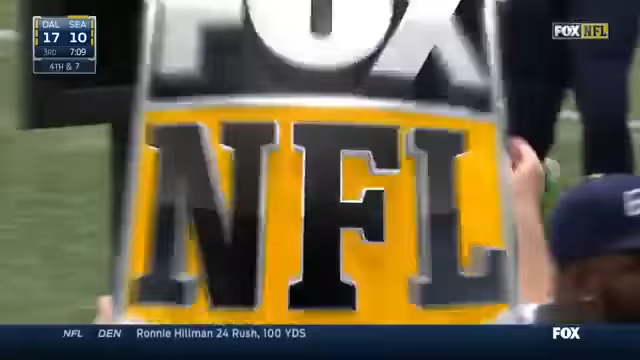 DAL SEA
17 10
3RD 7:09
4TH & 7
FOX NFL
FOX
NFL
NFL DEN Ronnie Hillman 24 Rush, 100 YDS FOX